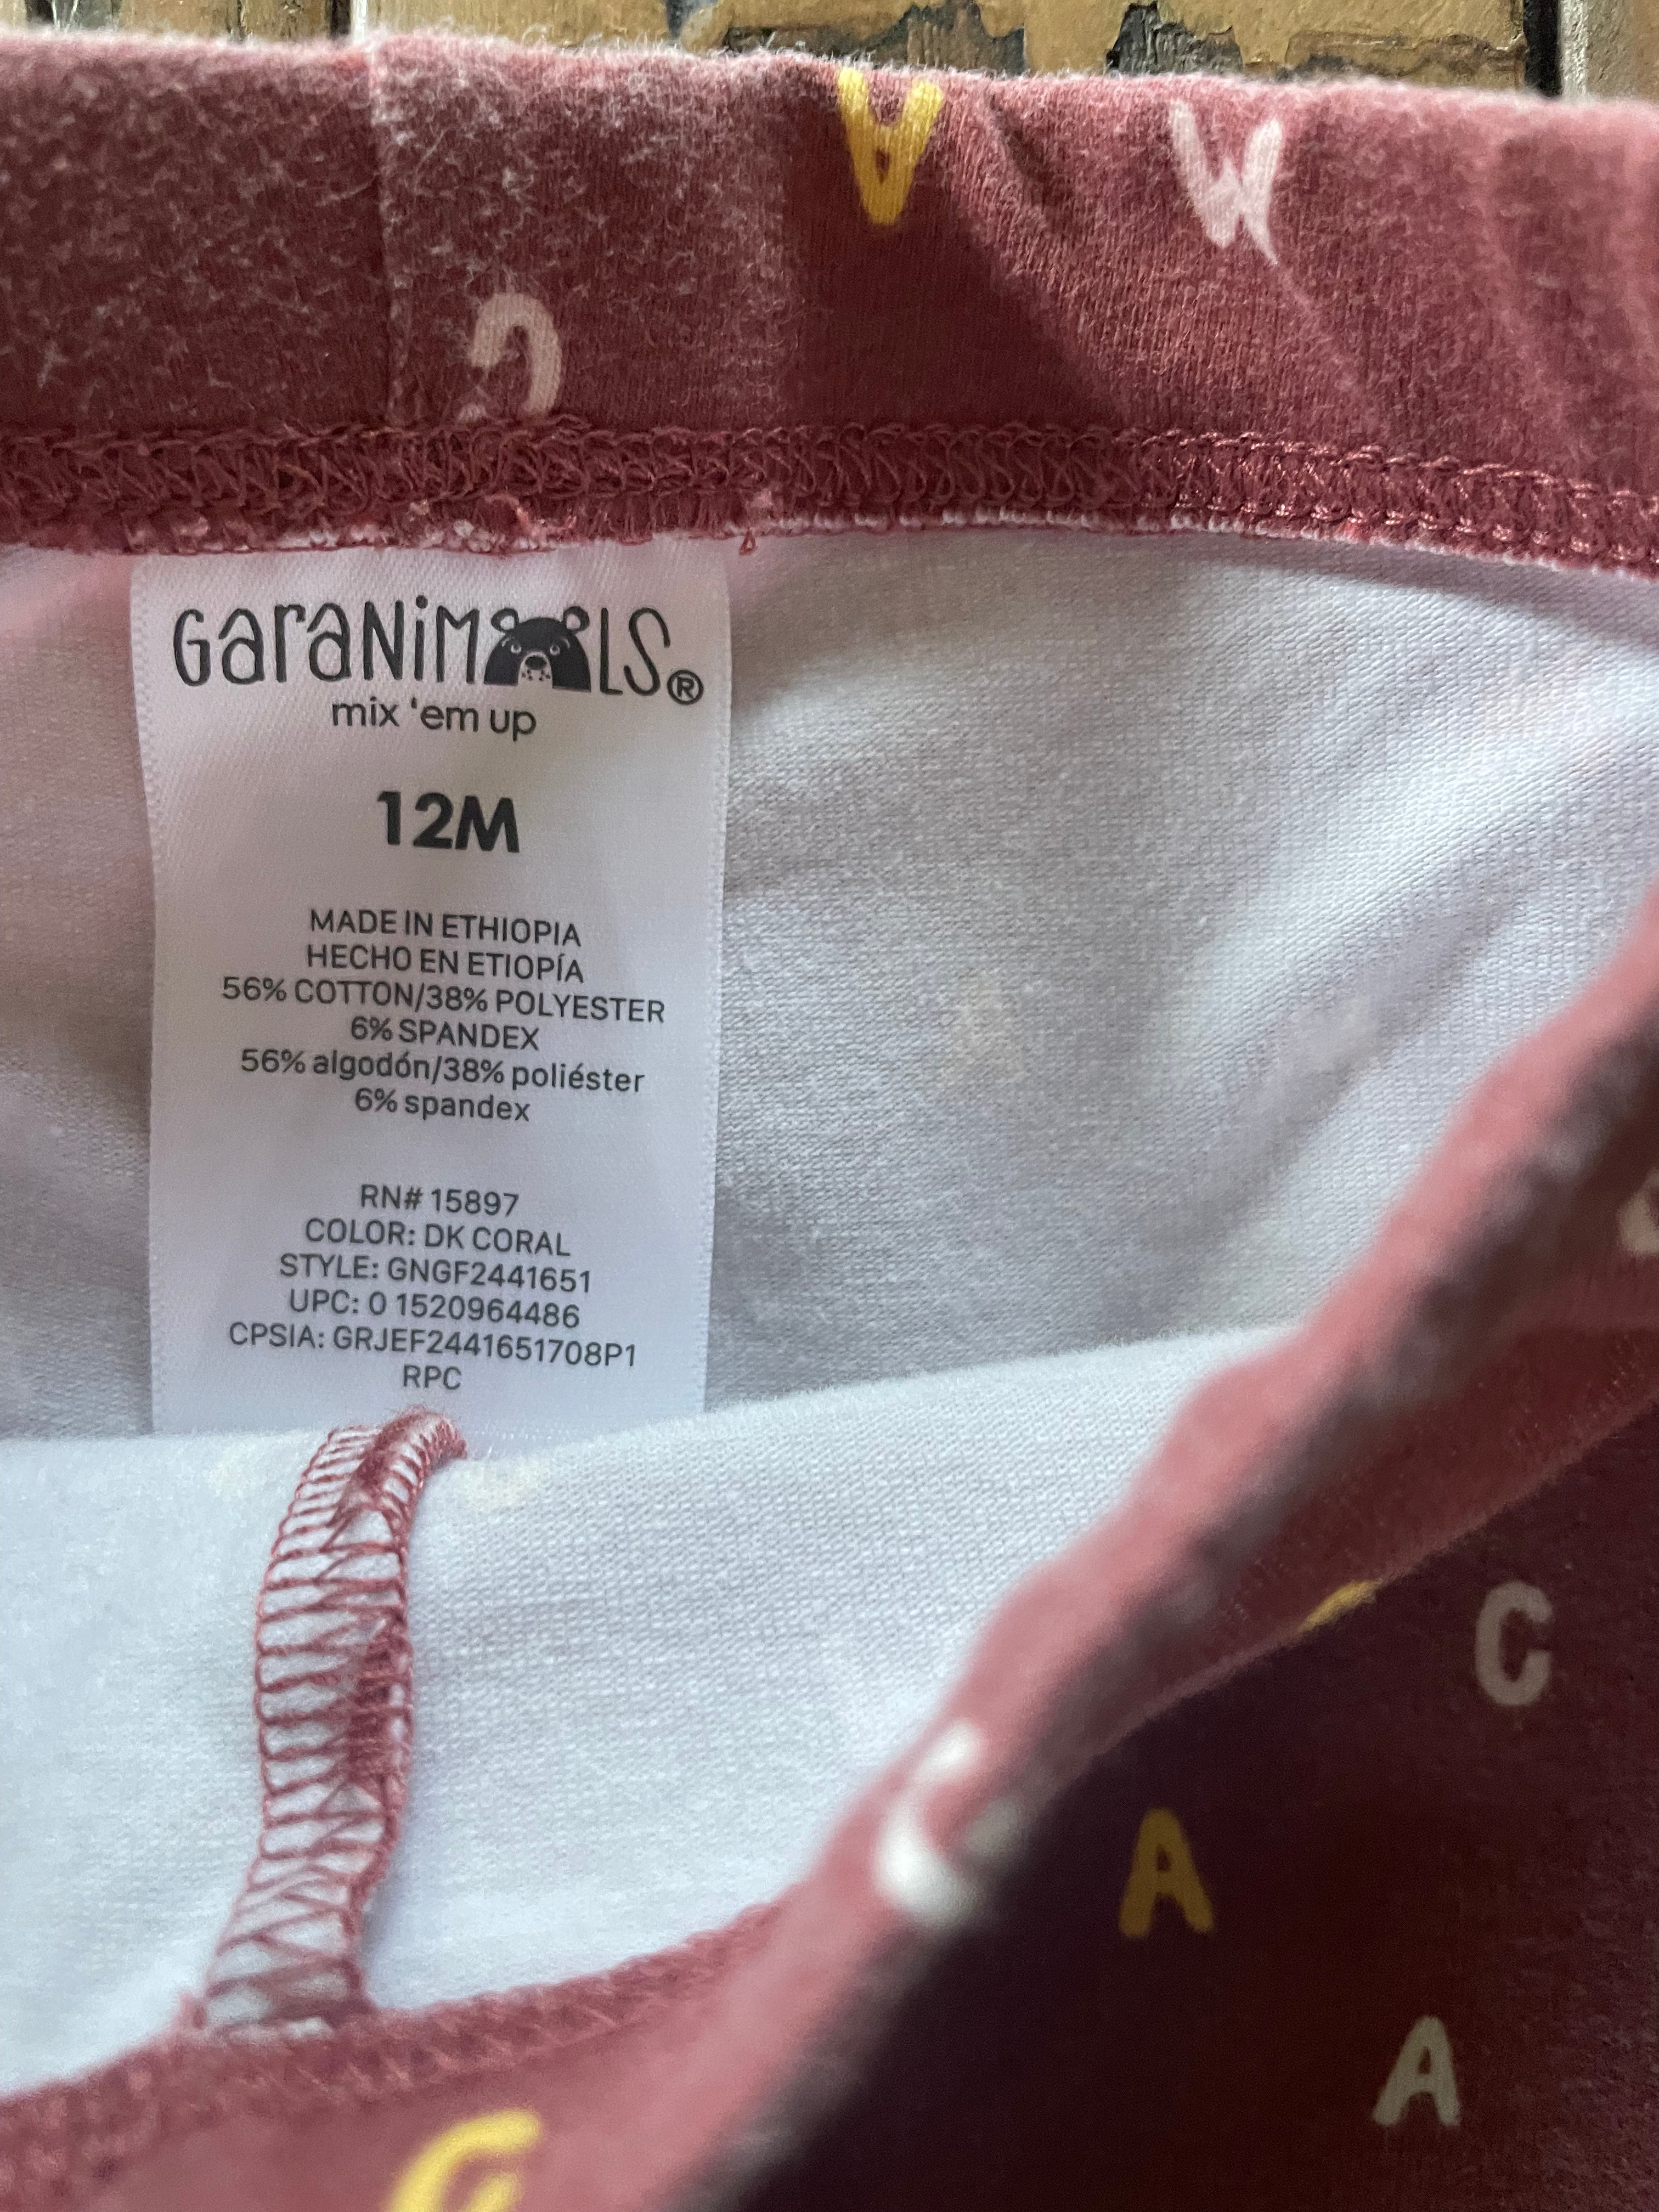 A
W
C
GaraNiMALS®
mix 'em up
12M
MADE IN ETHIOPIA
HECHO EN ETIOPÍA
56% COTTON/38% POLYESTER
6% SPANDEX
56% algodón/38% poliéster
6% spandex
RN# 15897
COLOR: DK CORAL
STYLE: GNGF2441651
UPC: 0 1520964486
CPSIA: GRJEF2441651708P1
RPC
C
A
A